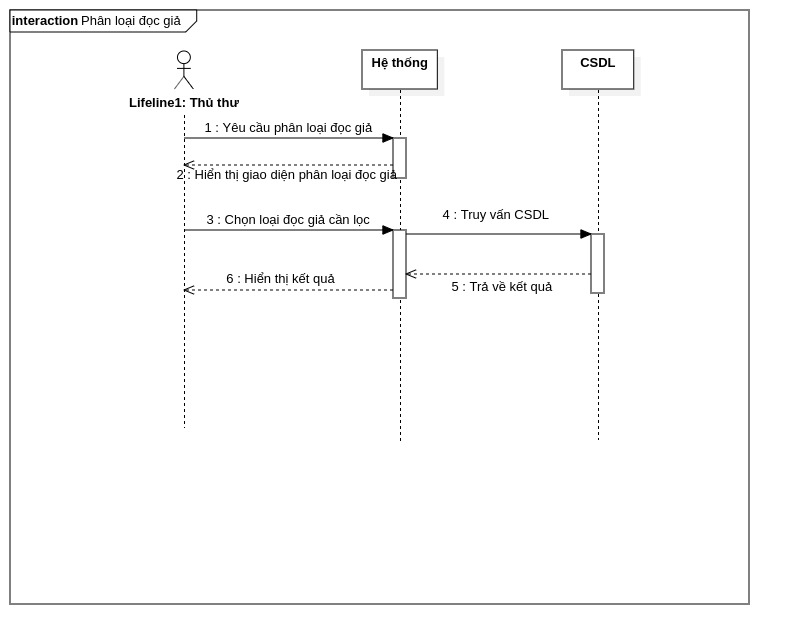 interaction Phân loại đọc giả
Hệ thống
CSDL
Lifeline1: Thủ thư
1 : Yêu cầu phân loại đọc giả
2 : Hiển thị giao diện phân loại đọc giả
3 : Chọn loại đọc giả cần lọc
4 : Truy vấn CSDL
5 : Trả về kết quả
6 : Hiển thị kết quả